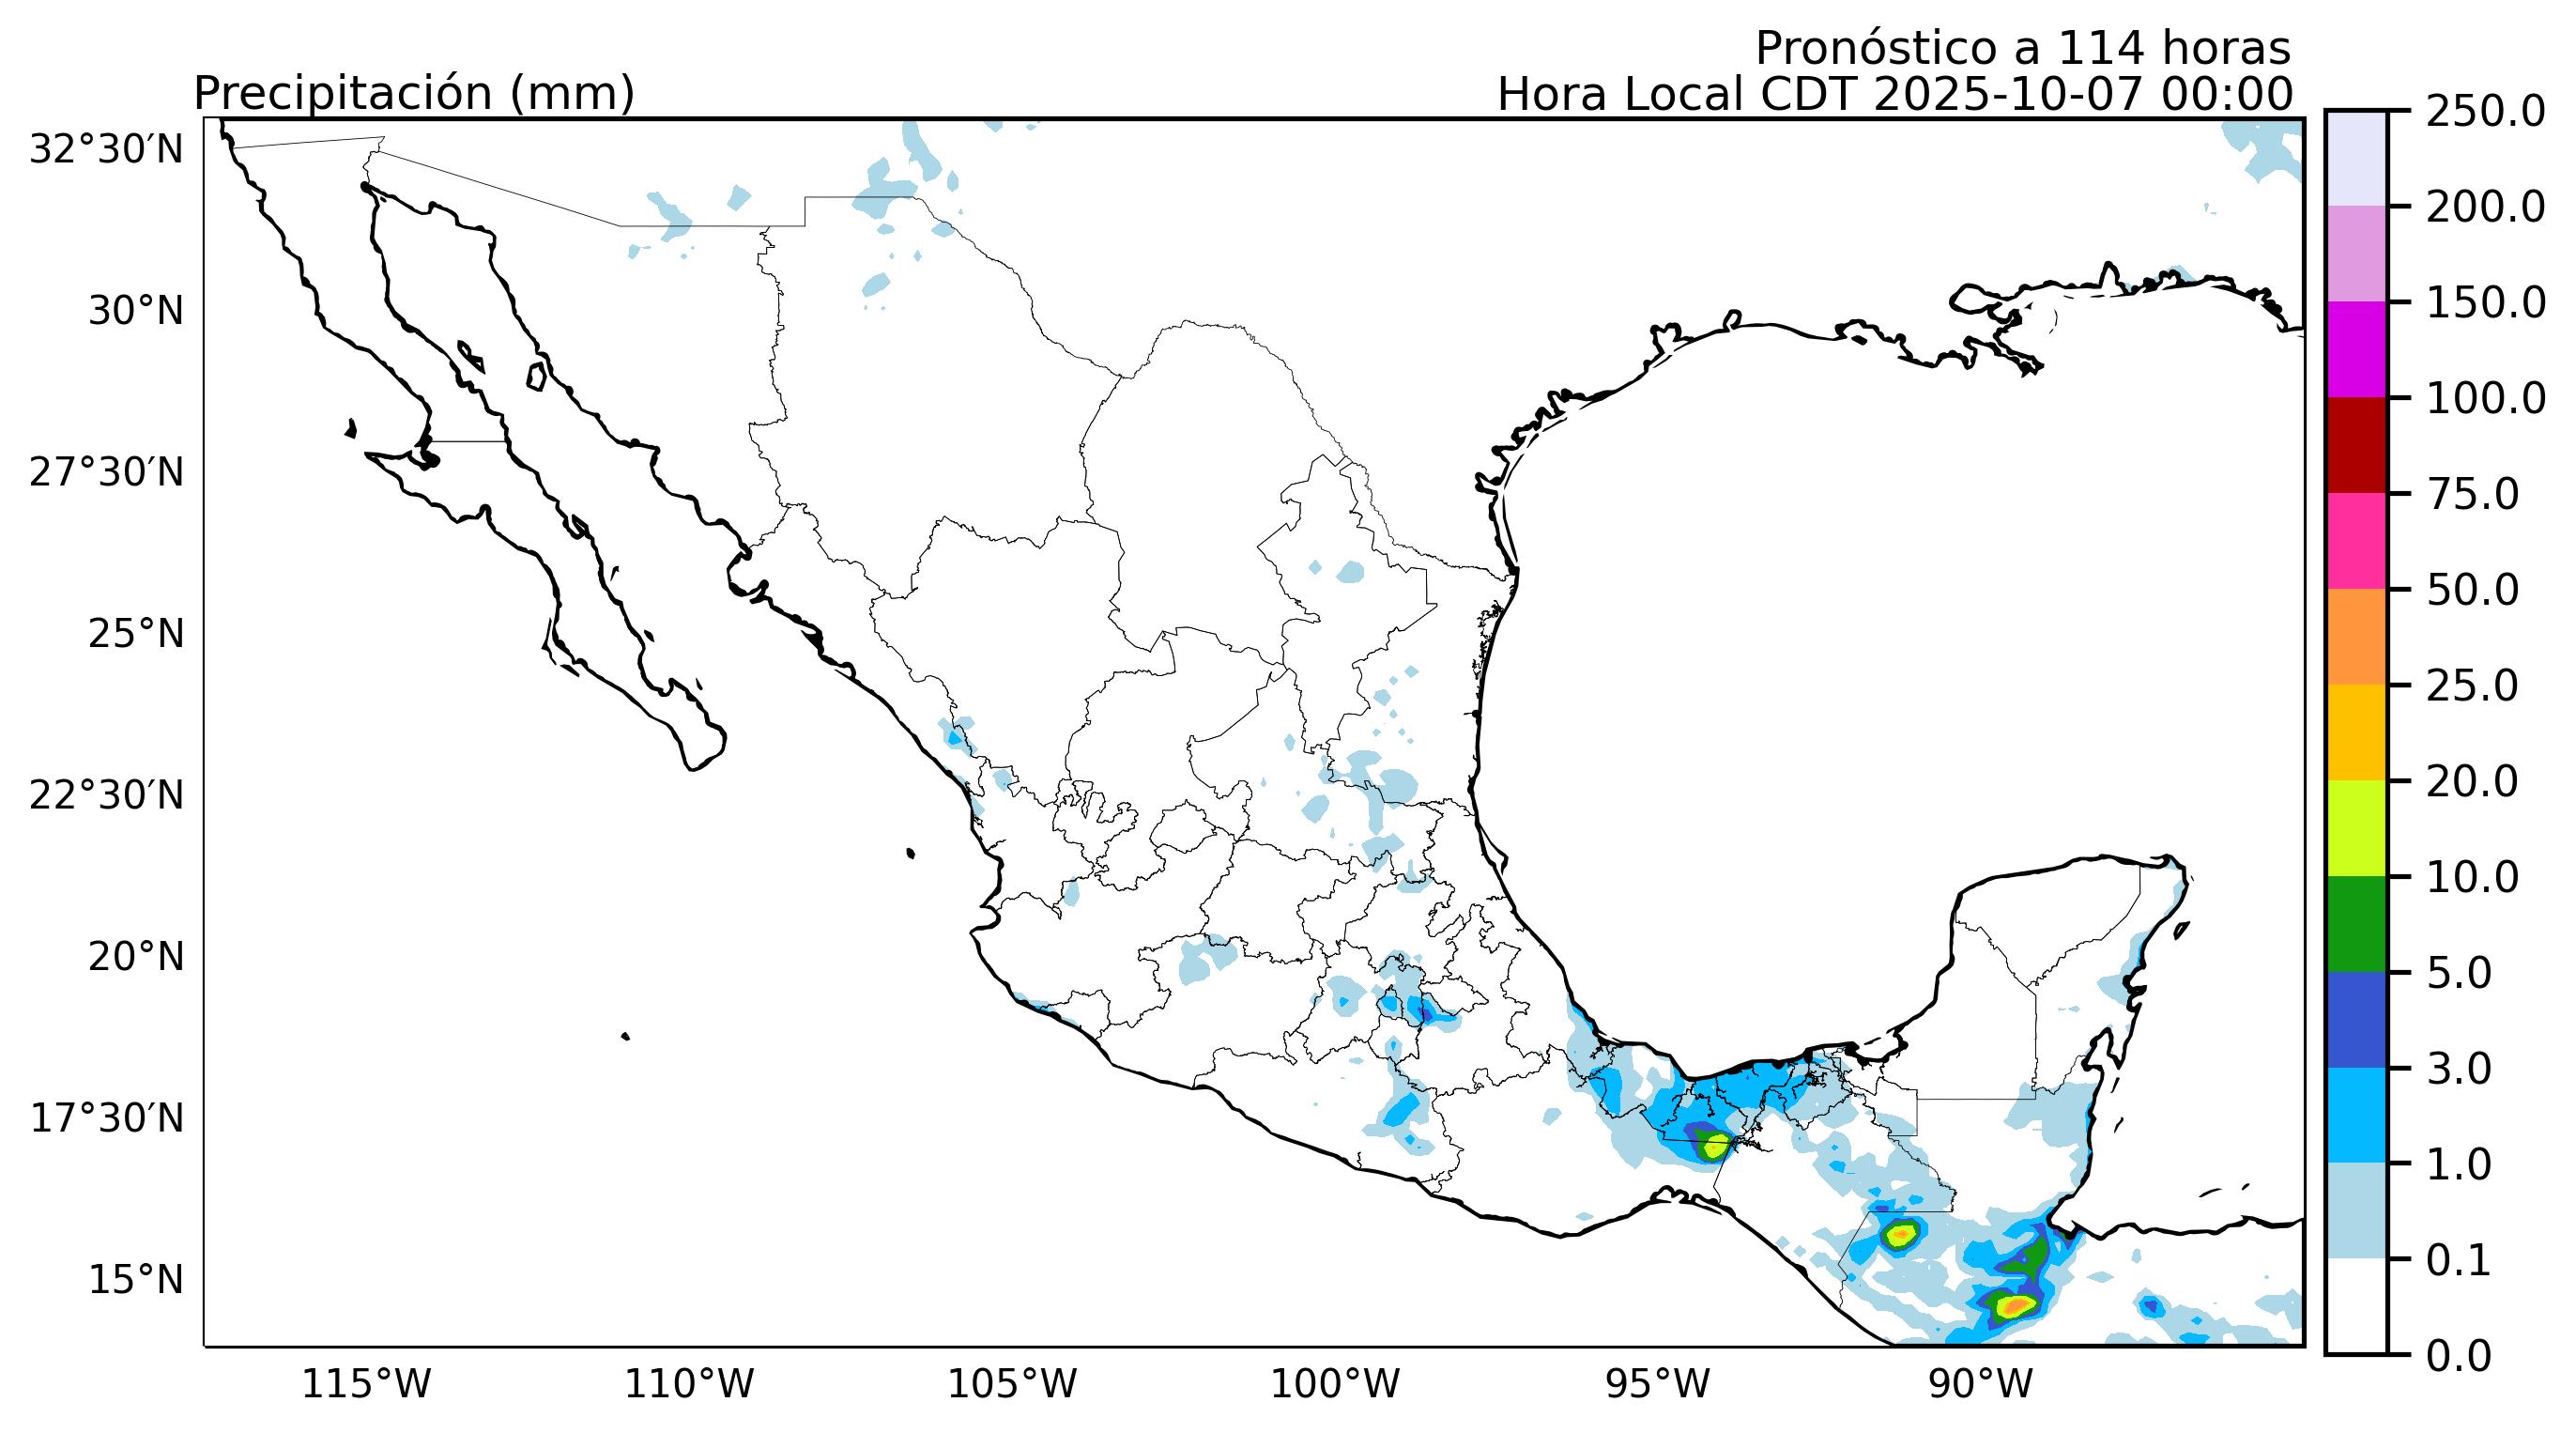 Pronóstico a 114 horas
Precipitación (mm)
Hora Local CDT 2025-10-07 00:00
32°30′N
30°N
27°30′N
25°N
22°30′N
20°N
17°30′N
15°N
115°W
110°W
105°W
100°W
95°W
90°W
250.0
200.0
150.0
100.0
75.0
50.0
25.0
20.0
10.0
5.0
3.0
1.0
0.1
0.0